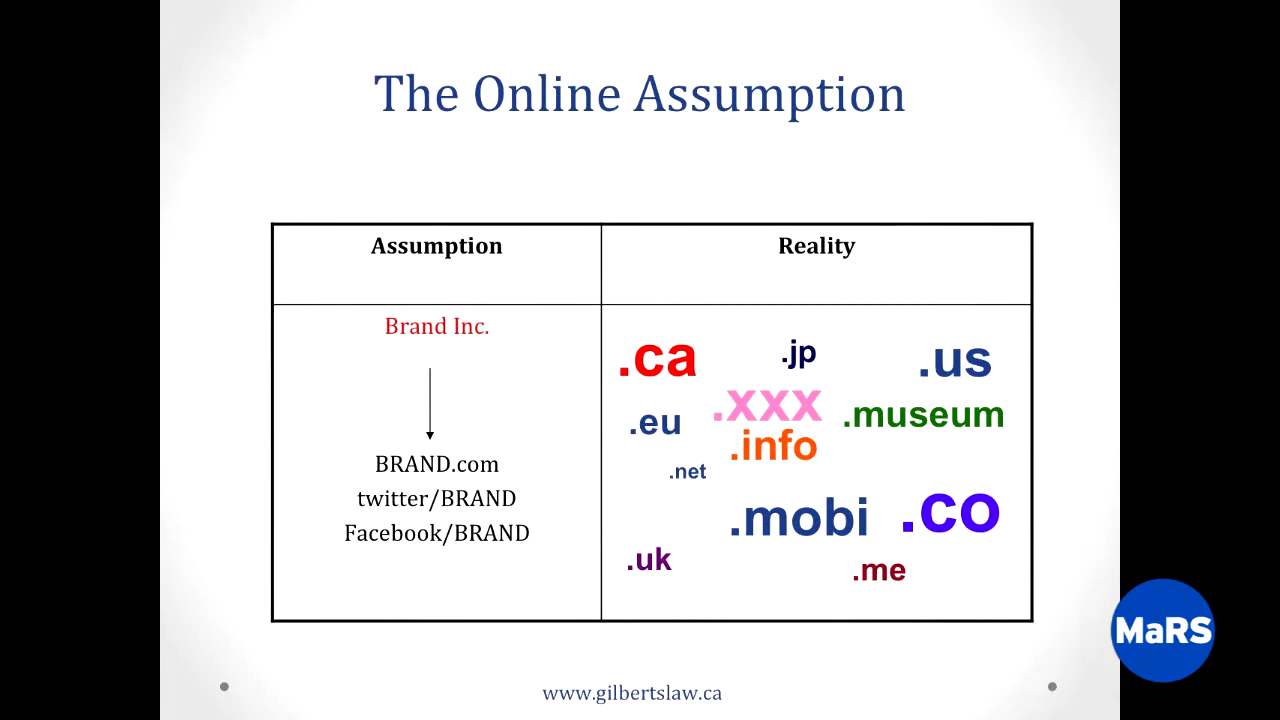 The Online Assumption
Assumption
Reality
Brand Inc.
BRAND.com
twitter/BRAND
Facebook/BRAND
.ca
.jp
.us
.xxx
.eu
.museum
.info
.net
.mobi
.co
.uk
.me
MaRS
www.gilbertslaw.ca